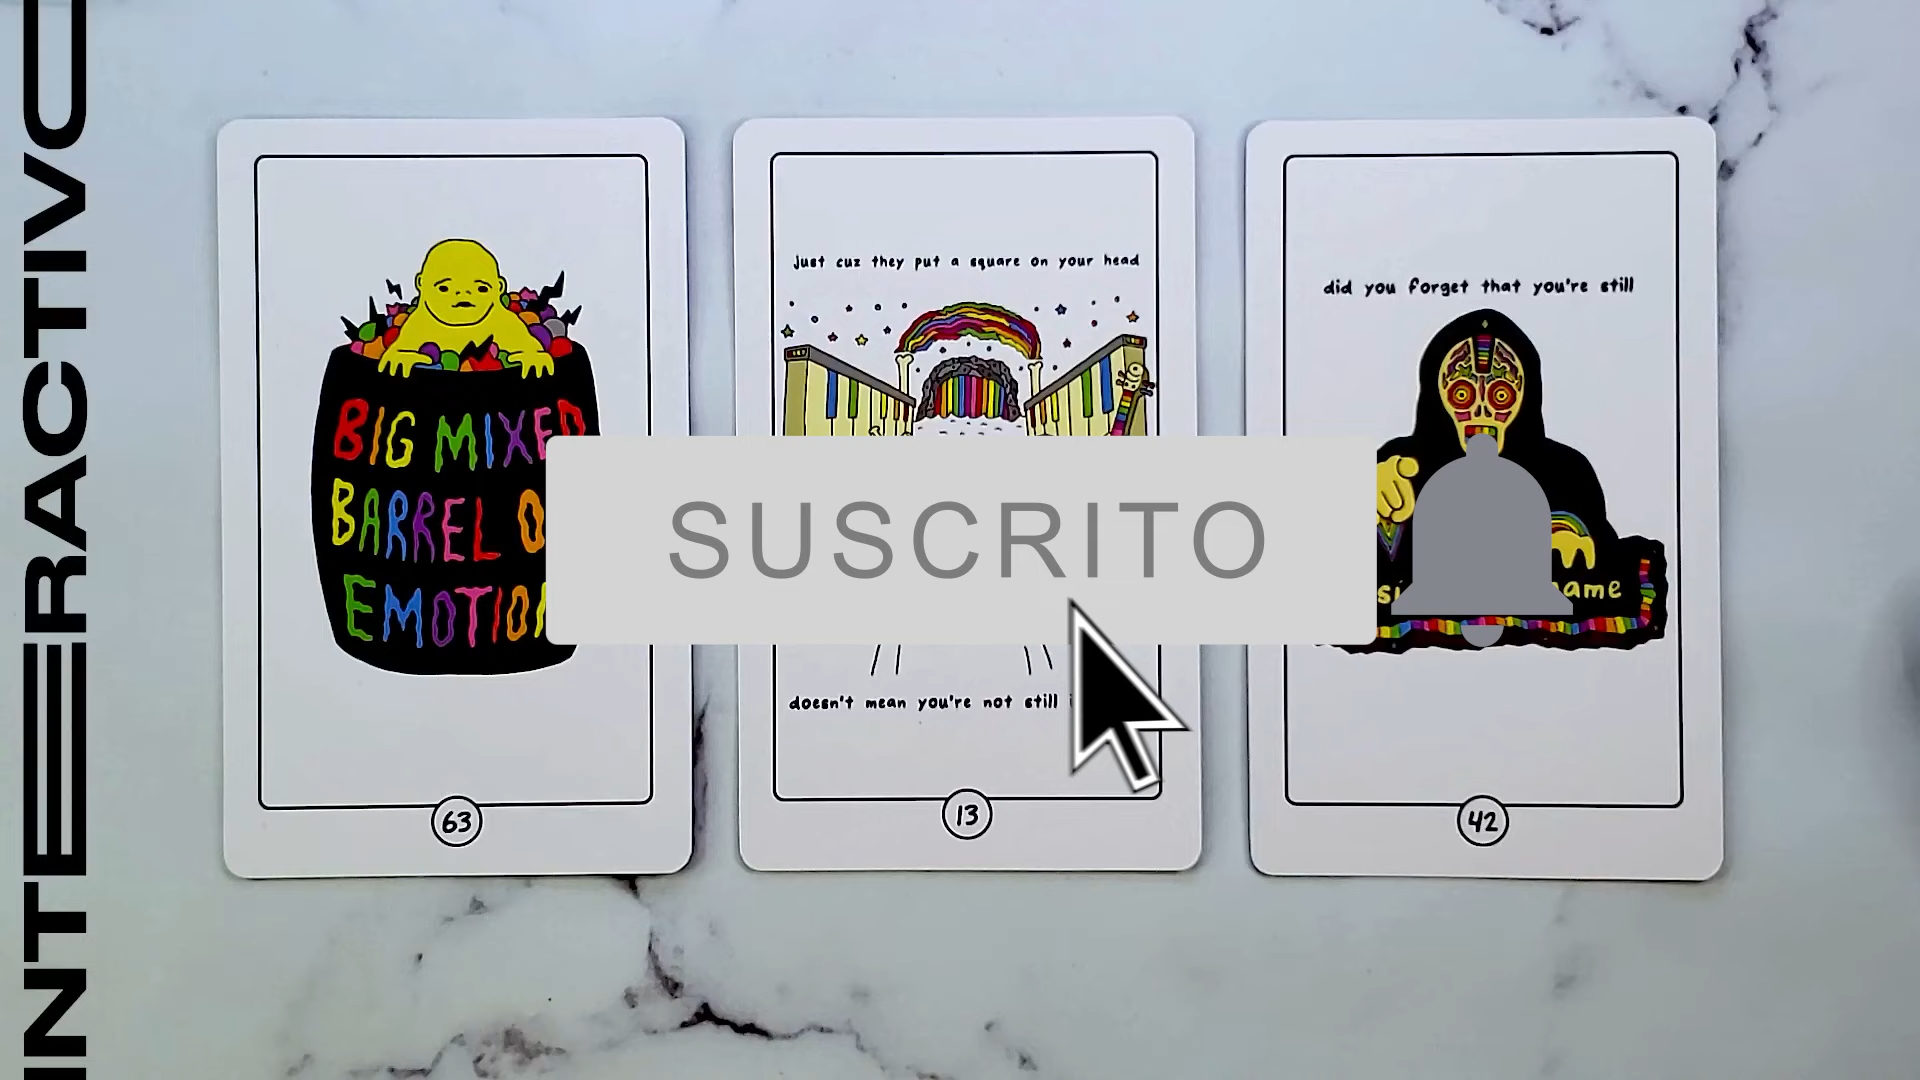 INTERACTIVO
BIG MIXED
BARREL O
EMOTION
63
just cuz they put a square on your head
doesn't mean you're not still
13
did you forget that you're still
ame
42
SUSCRITO